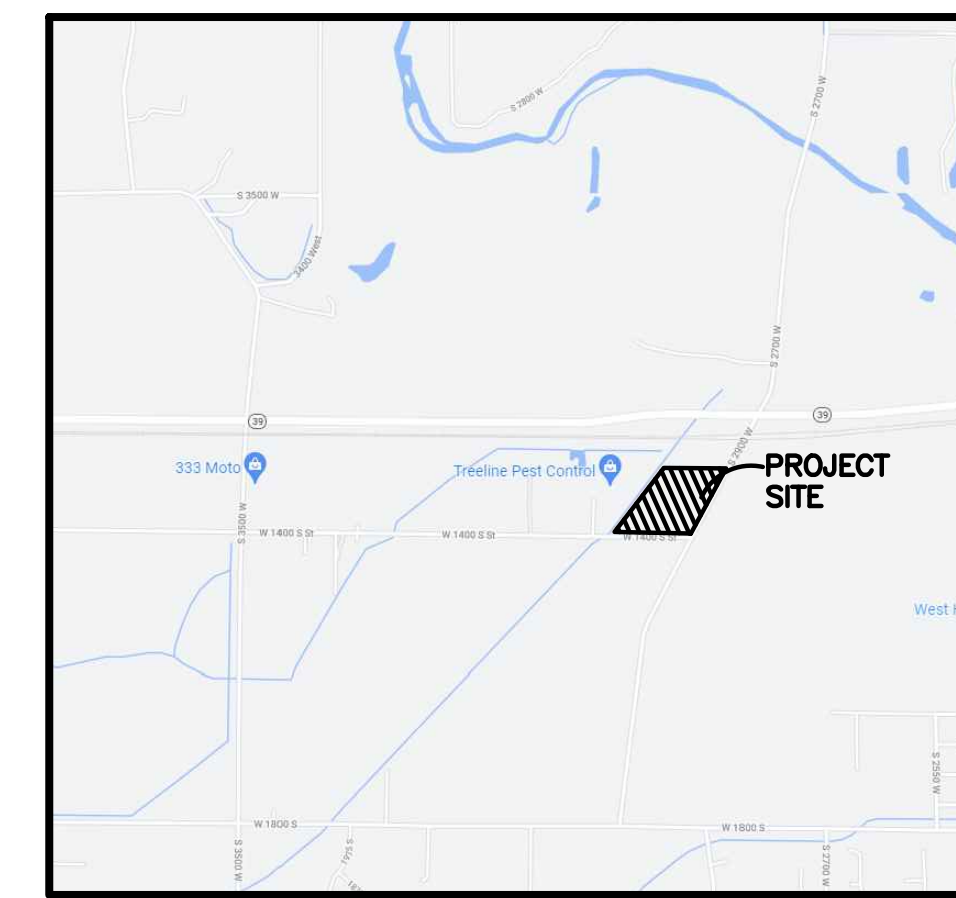 S 2800 W
S 2700 W
S 3500 W
3400 West
S 2700 W
39
39
S 2900 W
333 Moto
Treeline Pest Control
PROJECT
SITE
S 3500 W
W 1400 S St
W 1400 S St
W 1400 S St
West
W 1800 S
W 1800 S
S 2550 W
S 3500 W
S 2700 W